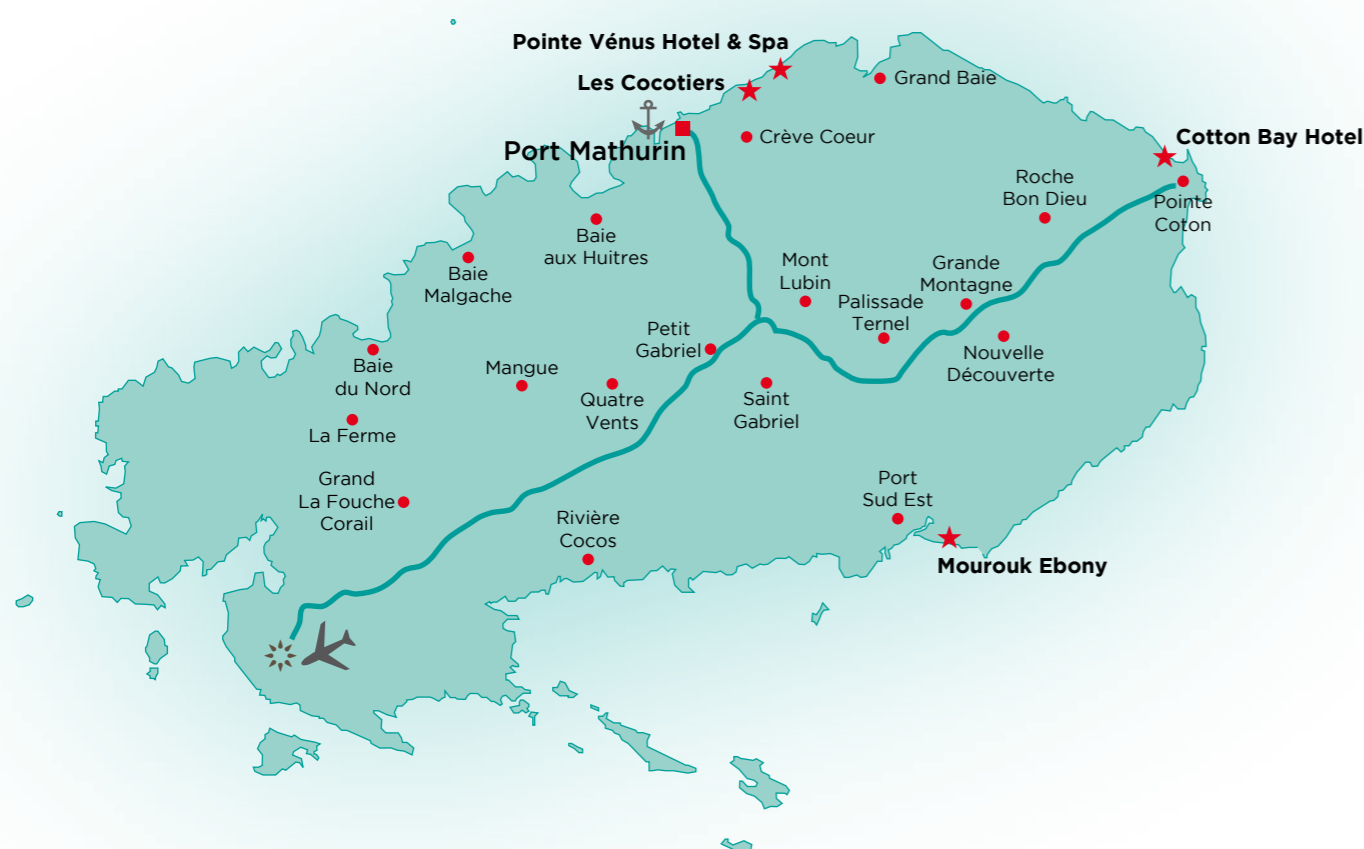 Pointe Vénus Hotel & Spa
Les Cocotiers
Grand Baie
Port Mathurin
Crève Coeur
Cotton Bay Hotel
Roche
Bon Dieu
Pointe
Coton
Baie
aux Huitres
Baie
Malgache
Mont
Lubin
Grande
Montagne
Palissade
Ternel
Petit
Gabriel
Nouvelle
Découverte
Baie
du Nord
Mangue
Quatre
Vents
Saint
Gabriel
La Ferme
Grand
La Fouche
Corail
Port
Sud Est
Rivière
Cocos
Mourouk Ebony